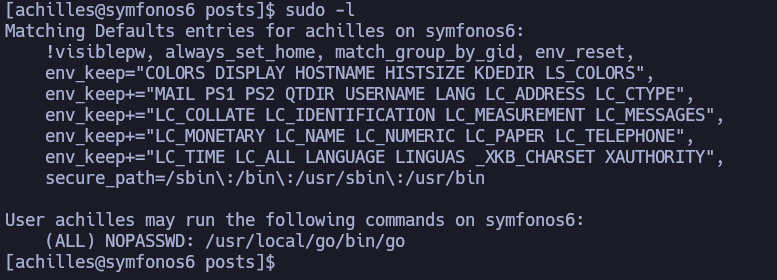 [achilles@symfonos6 posts]$ sudo -l
Matching Defaults entries for achilles on symfonos6:
    !visiblepw, always_set_home, match_group_by_gid, env_reset,
    env_keep="COLORS DISPLAY HOSTNAME HISTSIZE KDEDIR LS_COLORS",
    env_keep+="MAIL PS1 PS2 QTDIR USERNAME LANG LC_ADDRESS LC_CTYPE",
    env_keep+="LC_COLLATE LC_IDENTIFICATION LC_MEASUREMENT LC_MESSAGES",
    env_keep+="LC_MONETARY LC_NAME LC_NUMERIC LC_PAPER LC_TELEPHONE",
    env_keep+="LC_TIME LC_ALL LANGUAGE LINGUAS _XKB_CHARSET XAUTHORITY",
    secure_path=/sbin\:/bin\:/usr/sbin\:/usr/bin

User achilles may run the following commands on symfonos6:
    (ALL) NOPASSWD: /usr/local/go/bin/go
[achilles@symfonos6 posts]$